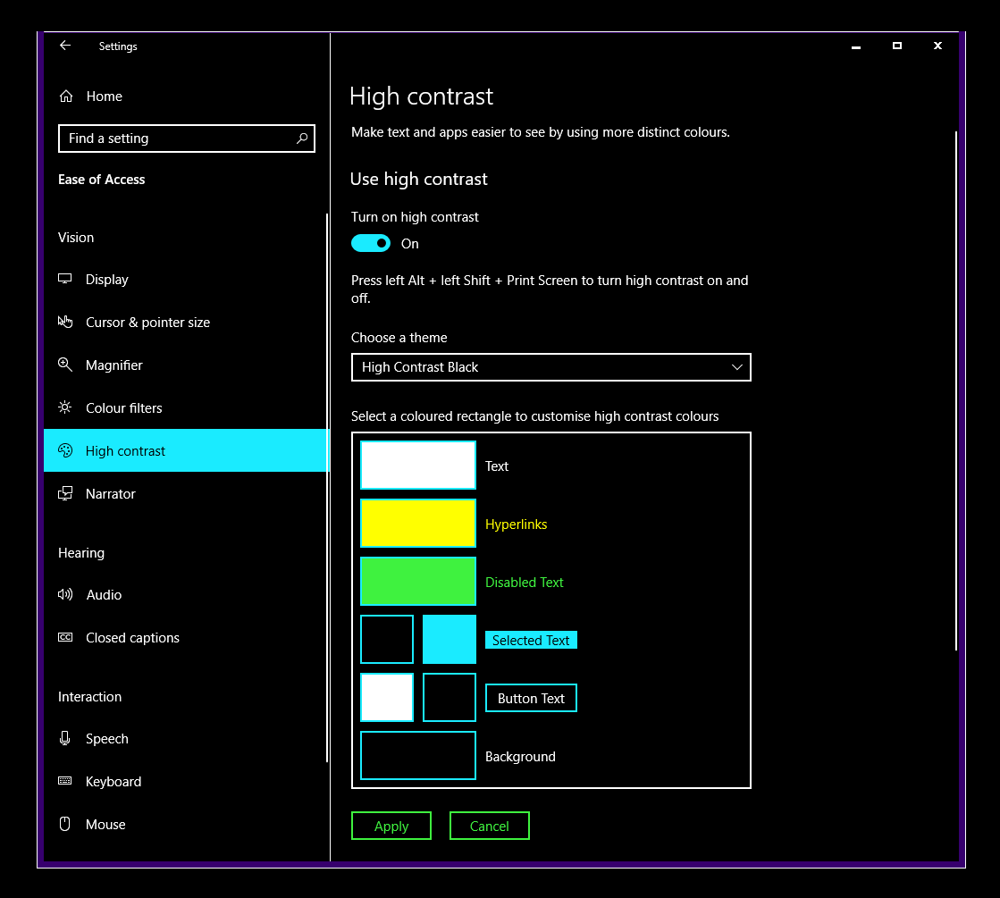 Settings
Home
Find a setting
Ease of Access
Vision
Display
Cursor & pointer size
Magnifier
Colour filters
High contrast
Narrator
Hearing
Audio
CC
Closed captions
Interaction
Speech
Keyboard
Mouse
High contrast
Make text and apps easier to see by using more distinct colours.
Use high contrast
Turn on high contrast
On
Press left Alt + left Shift + Print Screen to turn high contrast on and
off.
Choose a theme
High Contrast Black
Select a coloured rectangle to customise high contrast colours
Text
Hyperlinks
Disabled Text
Selected Text
Button Text
Background
Apply
Cancel